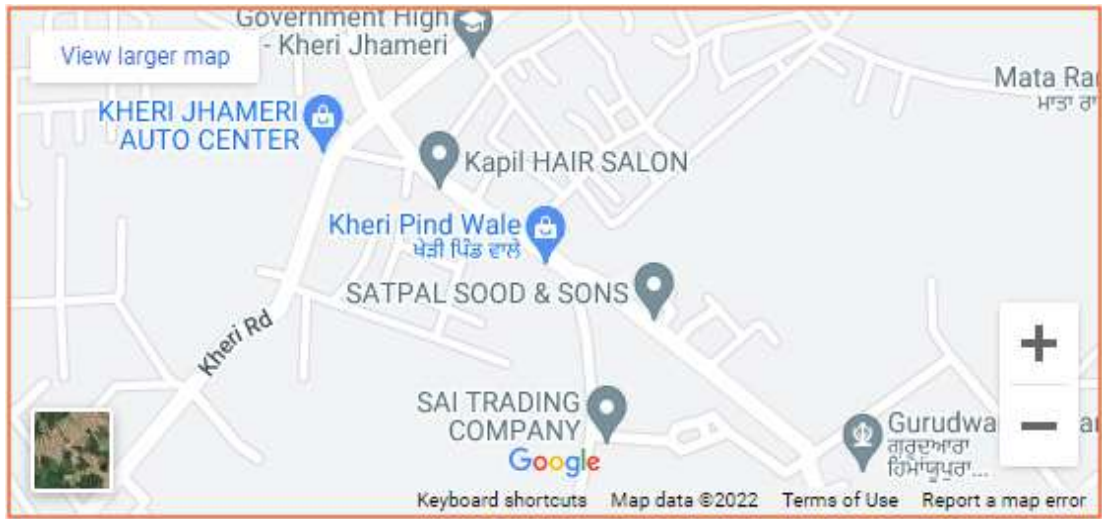 Government High
- Kheri Jhameri
View larger map
Mata Ra
ਮਾਤਾ ਰਾ
KHERI JHAMERI
AUTO CENTER
Kapil HAIR SALON
Kheri Pind Wale
ਖੇੜੀ ਪਿੰਡ ਵਾਲੇ
SATPAL SOOD & SONS
Kheri Rd
+
−
SAI TRADING
COMPANY
Gurudwa
ਗੁਰੂਦੁਆਰਾ
ਹਿਮਾਂਯੂਪੁਰਾ...
Google
Keyboard shortcuts Map data ©2022 Terms of Use Report a map error